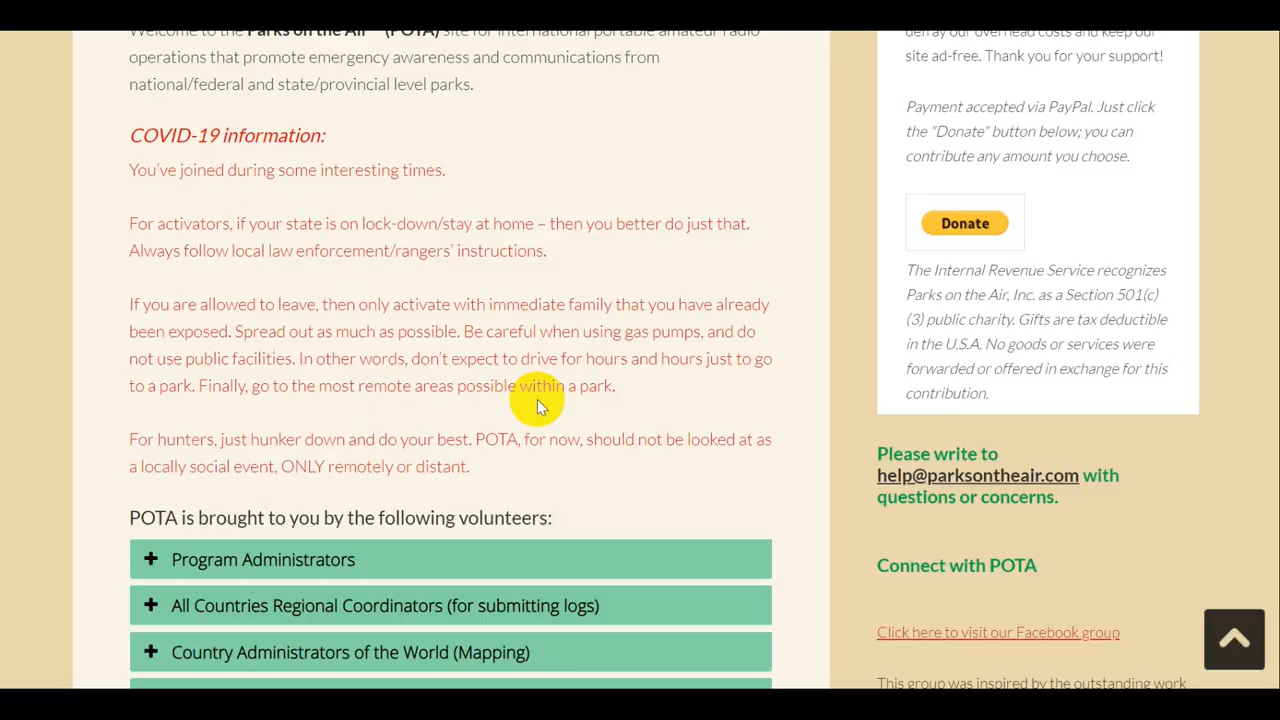 Welcome to the Parks on the Air (POTA) site for international portable amateur radio
operations that promote emergency awareness and communications from
national/federal and state/provincial level parks.
COVID-19 information:
You've joined during some interesting times.
For activators, if your state is on lock-down/stay at home – then you better do just that.
Always follow local law enforcement/rangers' instructions.
If you are allowed to leave, then only activate with immediate family that you have already
been exposed. Spread out as much as possible. Be careful when using gas pumps, and do
not use public facilities. In other words, don't expect to drive for hours and hours just to go
to a park. Finally, go to the most remote areas possible within a park.
For hunters, just hunker down and do your best. POTA, for now, should not be looked at as
a locally social event, ONLY remotely or distant.
POTA is brought to you by the following volunteers:
Program Administrators
All Countries Regional Coordinators (for submitting logs)
Country Administrators of the World (Mapping)
defray our overhead costs and keep our
site ad-free. Thank you for your support!
Payment accepted via PayPal. Just click
the "Donate" button below; you can
contribute any amount you choose.
Donate
The Internal Revenue Service recognizes
Parks on the Air, Inc. as a Section 501(c)
(3) public charity. Gifts are tax deductible
in the U.S.A. No goods or services were
forwarded or offered in exchange for this
contribution.
Please write to
help@parksontheair.com with
questions or concerns.
Connect with POTA
Click here to visit our Facebook group
This group was inspired by the outstanding work